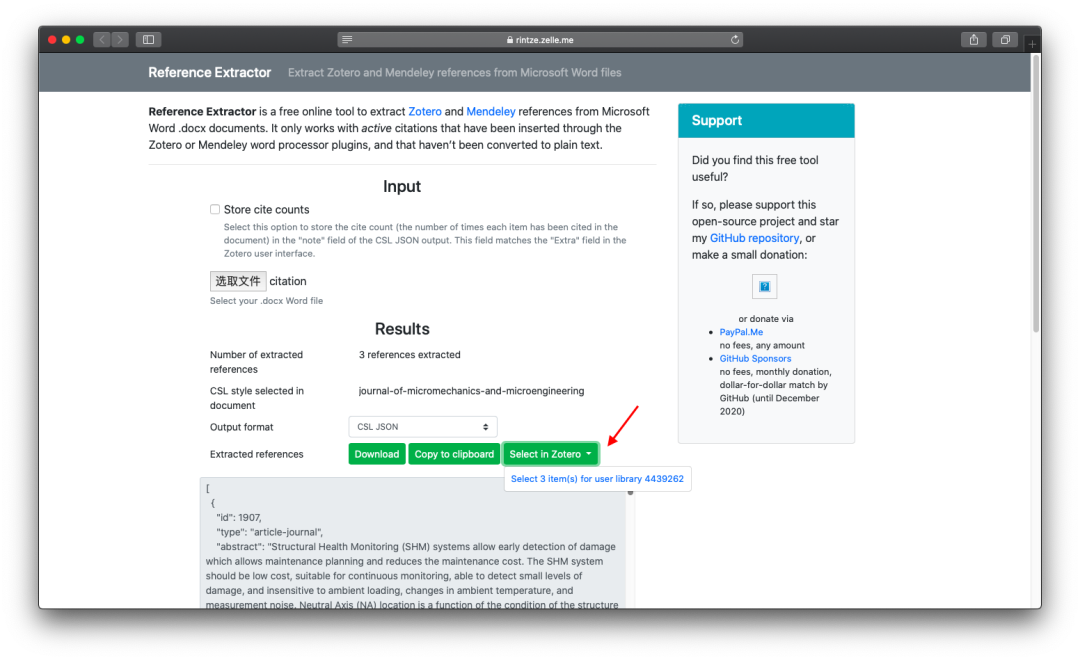 rintze.zelle.me
Reference Extractor Extract Zotero and Mendeley references from Microsoft Word files
Reference Extractor is a free online tool to extract Zotero and Mendeley references from Microsoft
Word .docx documents. It only works with active citations that have been inserted through the
Zotero or Mendeley word processor plugins, and that haven't been converted to plain text.
Input
Store cite counts
Select this option to store the cite count (the number of times each item has been cited in the
document) in the "note" field of the CSL JSON output. This field matches the "Extra" field in the
Zotero user interface.
选取文件 citation
Select your .docx Word file
Results
Number of extracted
references
3 references extracted
CSL style selected in
document
journal-of-micromechanics-and-microengineering
Output format
CSL JSON
Extracted references
Download
Copy to clipboard
Select in Zotero
Select 3 item(s) for user library 4439262
[
{
"id": 1907,
"type": "article-journal",
"abstract": "Structural Health Monitoring (SHM) systems allow early detection of damage
which allows maintenance planning and reduces the maintenance cost. The SHM system
should be low cost, suitable for continuous monitoring, able to detect small levels of
damage, and insensitive to ambient loading, changes in ambient temperature, and
measurement noise. Neutral Axis (NA) location is a function of the condition of the structure
Support
Did you find this free tool
useful?
If so, please support this
open-source project and star
my GitHub repository, or
make a small donation:
?
or donate via
• PayPal.Me
no fees, any amount
• GitHub Sponsors
no fees, monthly donation,
dollar-for-dollar match by
GitHub (until December
2020)